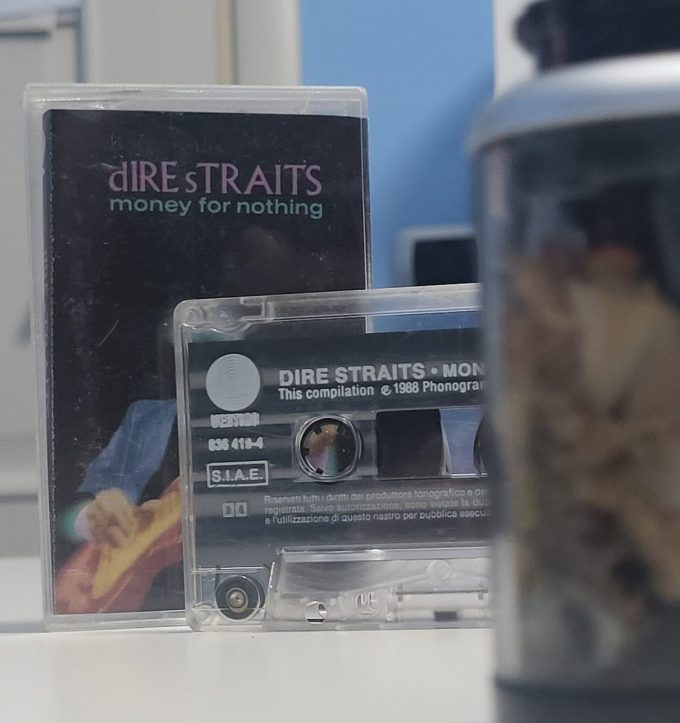 dIRE sTRAITS
money for nothing
DIRE STRAITS • MON
This compilation ℗ 1988 Phonogra
VERTIGO
836 419-4
S.I.A.E.
Riservati tutti i diritti del produttore fonografico e de
registrate. Salvo autorizzazione, sono vietate la du
e l'utilizzazione di questo nastro per pubblica esecu